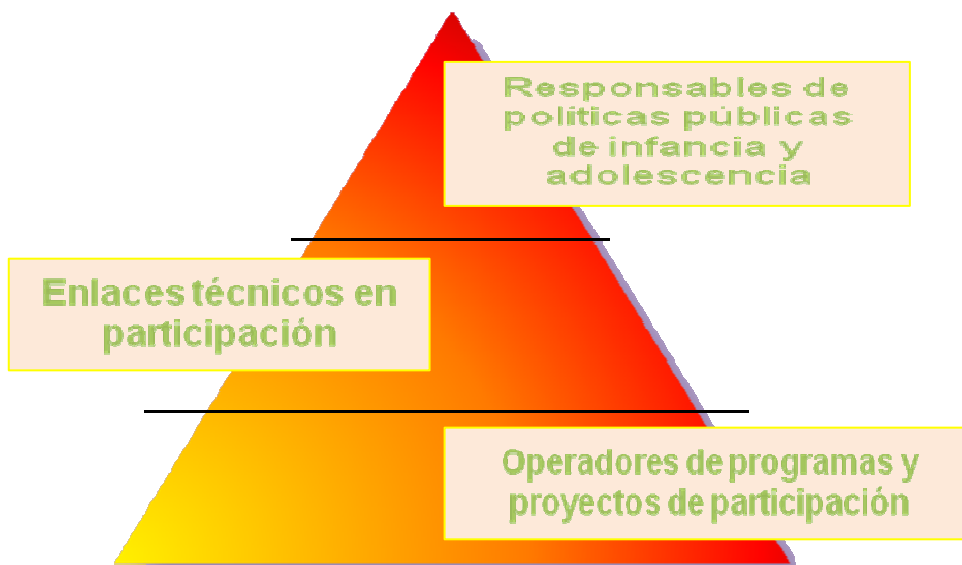 Responsables de
políticas públicas
de infancia y
adolescencia
Enlaces técnicos en
participación
Operadores de programas y
proyectos de participación